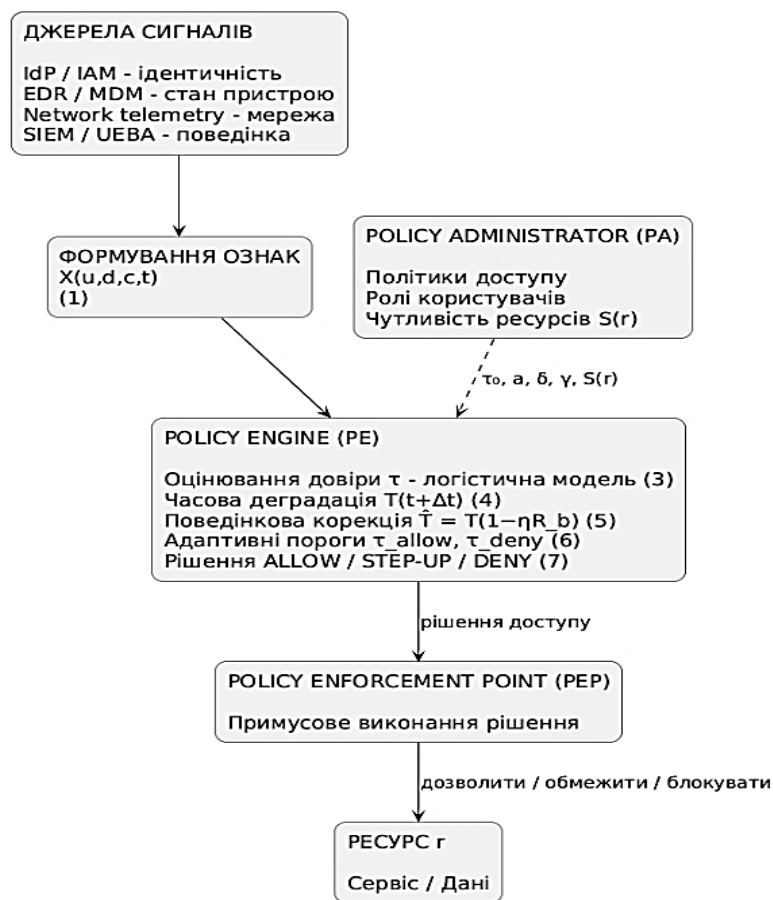 ДЖЕРЕЛА СИГНАЛІВ
IdP / IAM - ідентичність
EDR / MDM - стан пристрою
Network telemetry - мережа
SIEM / UEBA - поведінка
ФОРМУВАННЯ ОЗНАК
X(u,d,c,t)
(1)
POLICY ADMINISTRATOR (PA)
Політики доступу
Ролі користувачів
Чутливість ресурсів S(r)
τ₀, a, δ, γ, S(r)
POLICY ENGINE (PE)
Оцінювання довіри τ - логістична модель (3)
Часова деградація T(t+Δt) (4)
Поведінкова корекція T̂ = T(1−ηR_b) (5)
Адаптивні пороги τ_allow, τ_deny (6)
Рішення ALLOW / STEP-UP / DENY (7)
рішення доступу
POLICY ENFORCEMENT POINT (PEP)
Примусове виконання рішення
дозволити / обмежити / блокувати
РЕСУРС r
Сервіс / Дані